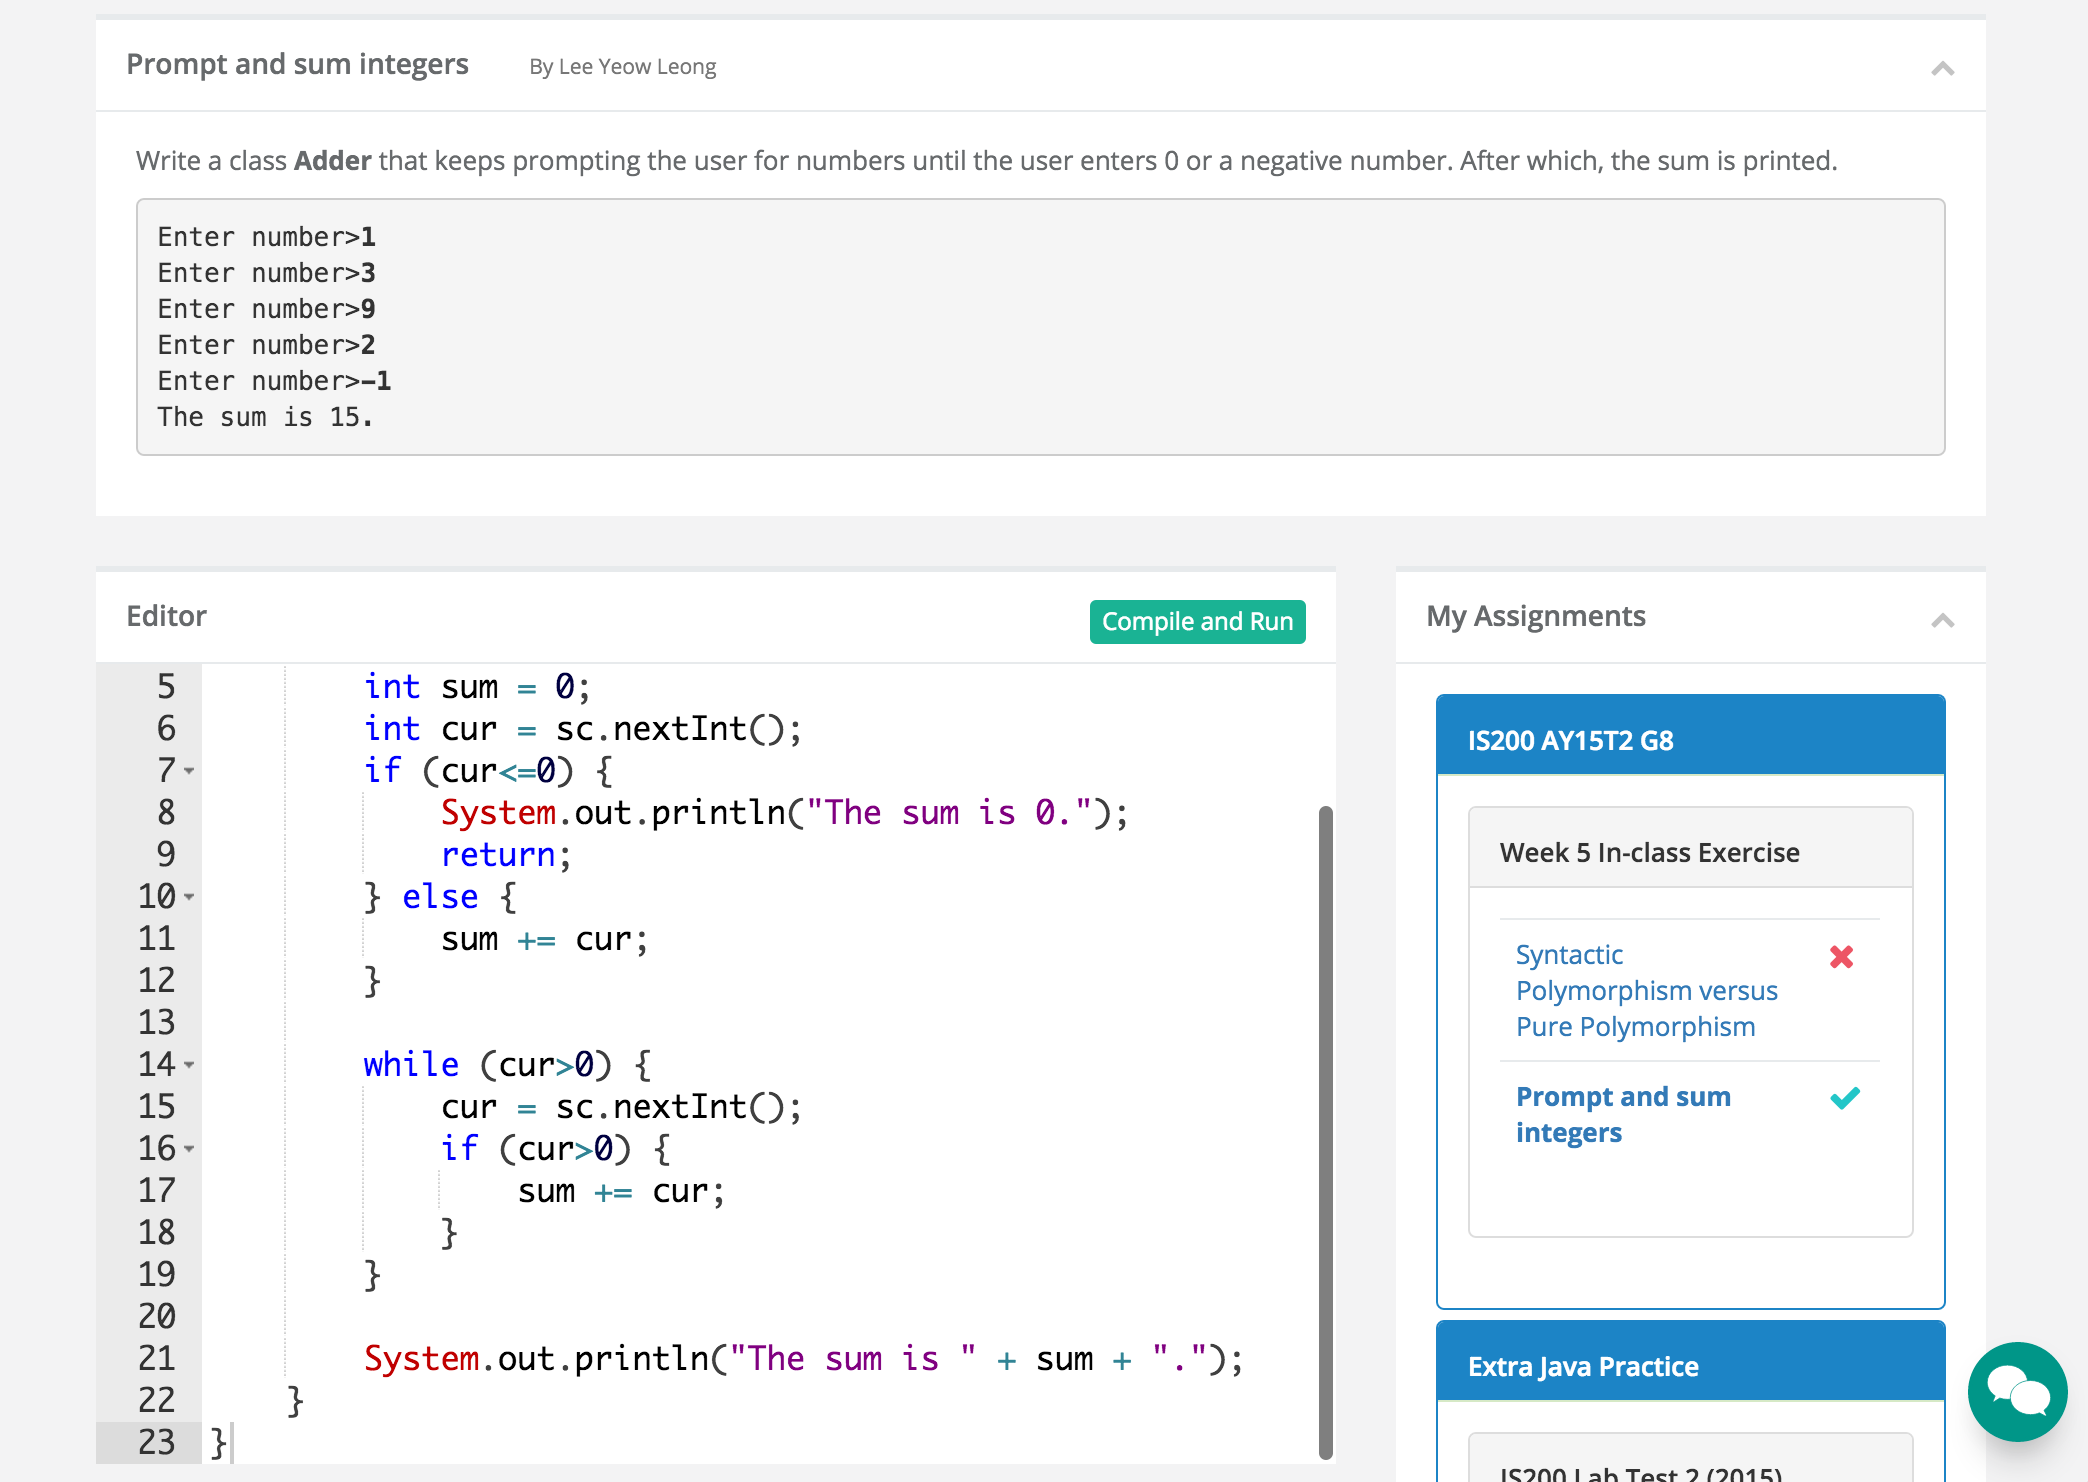 Prompt and sum integers By Lee Yeow Leong
Write a class Adder that keeps prompting the user for numbers until the user enters 0 or a negative number. After which, the sum is printed.
Enter number>1
Enter number>3
Enter number>9
Enter number>2
Enter number>-1
The sum is 15.
Editor
Compile and Run
5 int sum = 0;
6 int cur = sc.nextInt();
7 if (cur<=0) {
8 System.out.println("The sum is 0.");
9 return;
10 } else {
11 sum += cur;
12 }
13
14 while (cur>0) {
15 cur = sc.nextInt();
16 if (cur>0) {
17 sum += cur;
18 }
19 }
20
21 System.out.println("The sum is " + sum + ".");
22 }
23 }
My Assignments
IS200 AY15T2 G8
Week 5 In-class Exercise
Syntactic
Polymorphism versus
Pure Polymorphism
Prompt and sum
integers
Extra Java Practice
IS200 Lab Test 2 (2015)